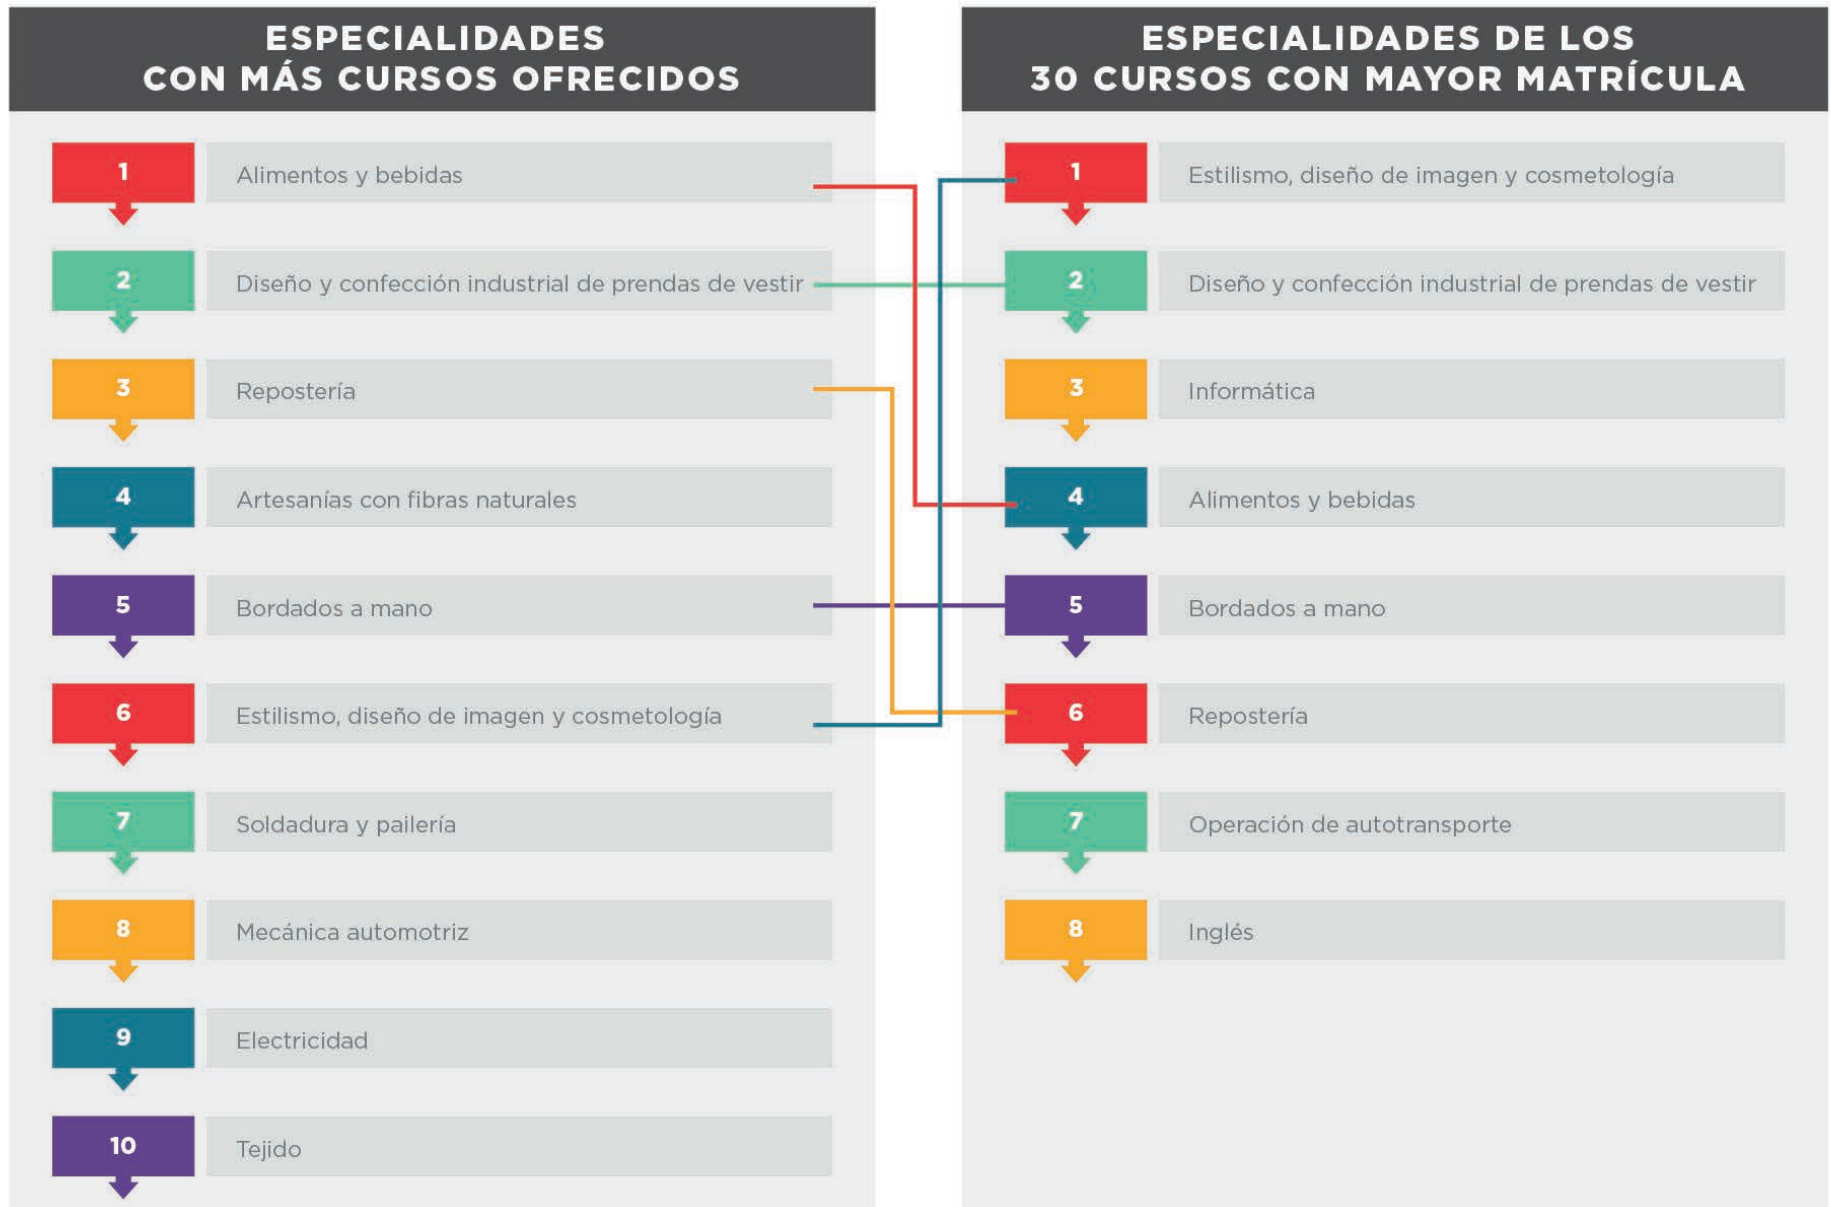 ESPECIALIDADES
CON MÁS CURSOS OFRECIDOS
1
Alimentos y bebidas
2
Diseño y confección industrial de prendas de vestir
3
Repostería
4
Artesanías con fibras naturales
5
Bordados a mano
6
Estilismo, diseño de imagen y cosmetología
7
Soldadura y pailería
8
Mecánica automotriz
9
Electricidad
10
Tejido
ESPECIALIDADES DE LOS
30 CURSOS CON MAYOR MATRÍCULA
1
Estilismo, diseño de imagen y cosmetología
2
Diseño y confección industrial de prendas de vestir
3
Informática
4
Alimentos y bebidas
5
Bordados a mano
6
Repostería
7
Operación de autotransporte
8
Inglés